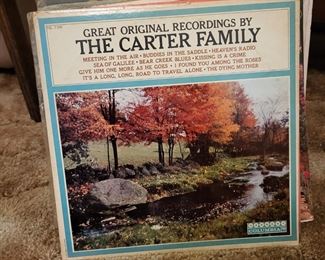 GREAT ORIGINAL RECORDINGS BY
THE CARTER FAMILY
MEETING IN THE AIR • BUDDIES IN THE SADDLE • HEAVEN'S RADIO
SEA OF GALILEE • BEAR CREEK BLUES • KISSING IS A CRIME
GIVE HIM ONE MORE AS HE GOES • I FOUND YOU AMONG THE ROSES
IT'S A LONG, LONG, ROAD TO TRAVEL ALONE • THE DYING MOTHER